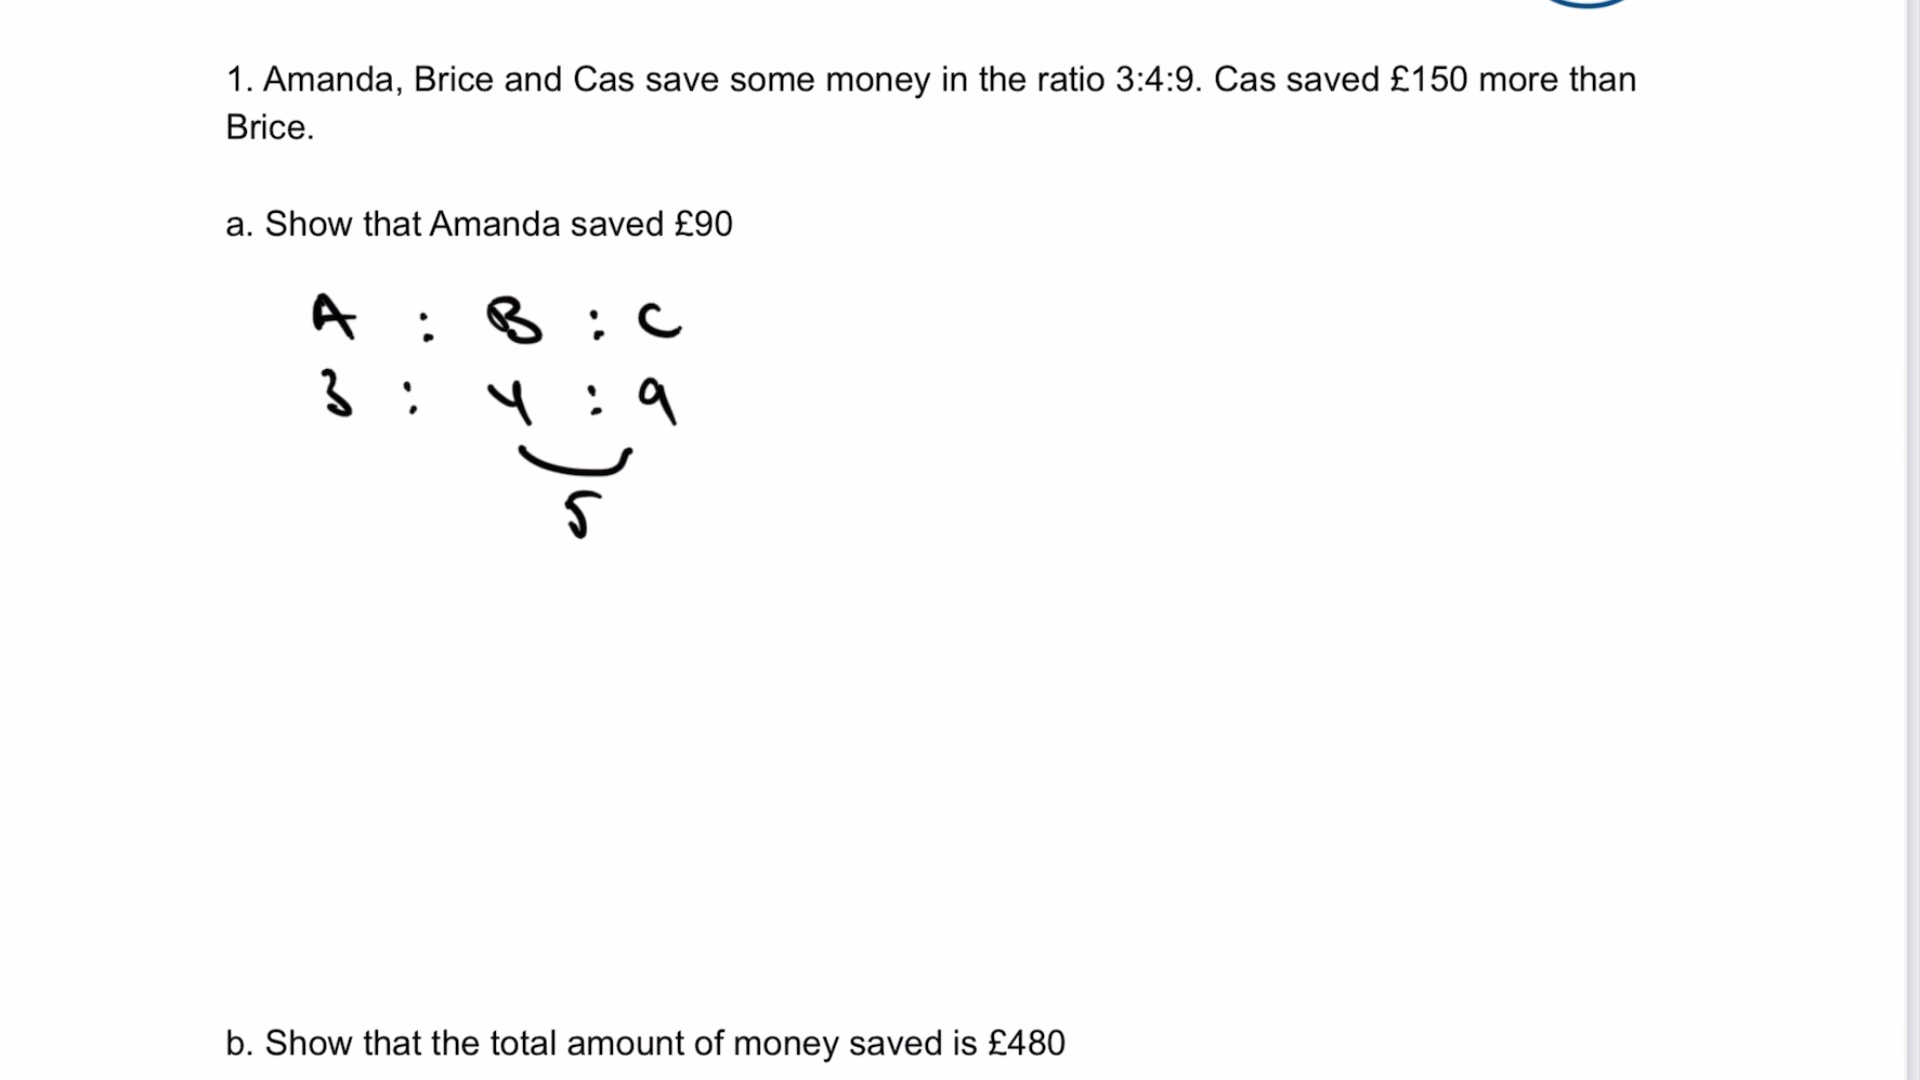 1. Amanda, Brice and Cas save some money in the ratio 3:4:9. Cas saved £150 more than
Brice.
a. Show that Amanda saved £90
A : B : C
3 : 4 : 9
5
b. Show that the total amount of money saved is £480